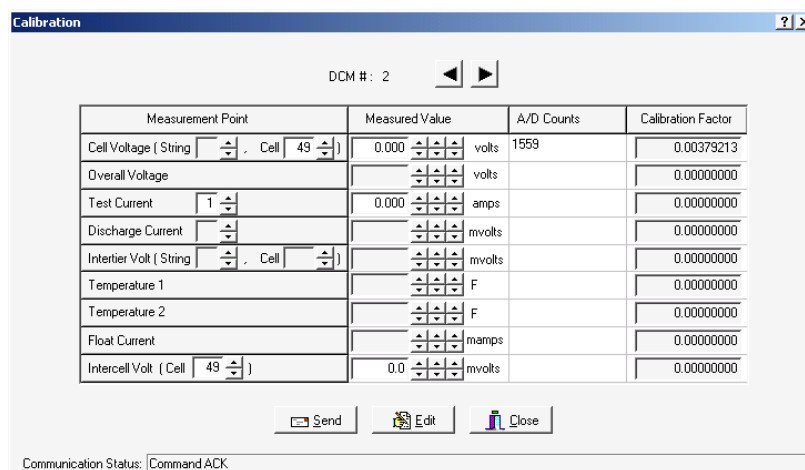 Calibration
DCM # : 2
Measurement Point Measured Value A/D Counts Calibration Factor
Cell Voltage ( String , Cell 49 ) 0.000 volts 1559 0.00379213
Overall Voltage volts 0.00000000
Test Current 1 0.000 amps 0.00000000
Discharge Current mvolts 0.00000000
Intertier Volt ( String , Cell ) mvolts 0.00000000
Temperature 1 F 0.00000000
Temperature 2 F 0.00000000
Float Current mamps 0.00000000
Intercell Volt ( Cell 49 ) 0.0 mvolts 0.00000000
Send Edit Close
Communication Status: Command ACK